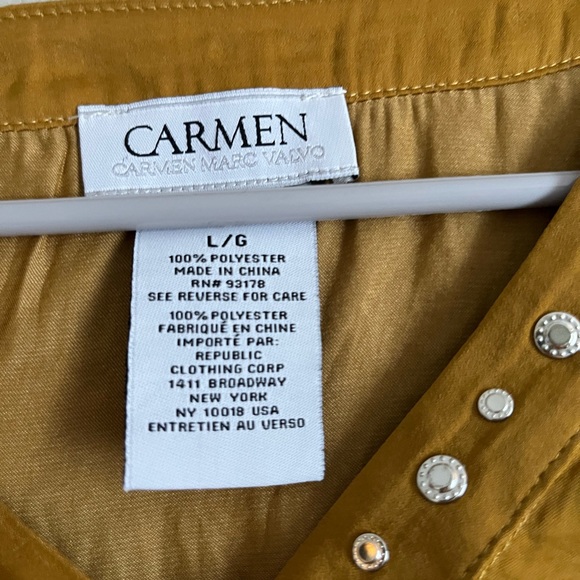 CARMEN
CARMEN MARC VALVO
L/G
100% POLYESTER
MADE IN CHINA
RN# 93178
SEE REVERSE FOR CARE
100% POLYESTER
FABRIQUÉ EN CHINE
IMPORTÉ PAR:
REPUBLIC
CLOTHING CORP
1411 BROADWAY
NEW YORK
NY 10018 USA
ENTRETIEN AU VERSO